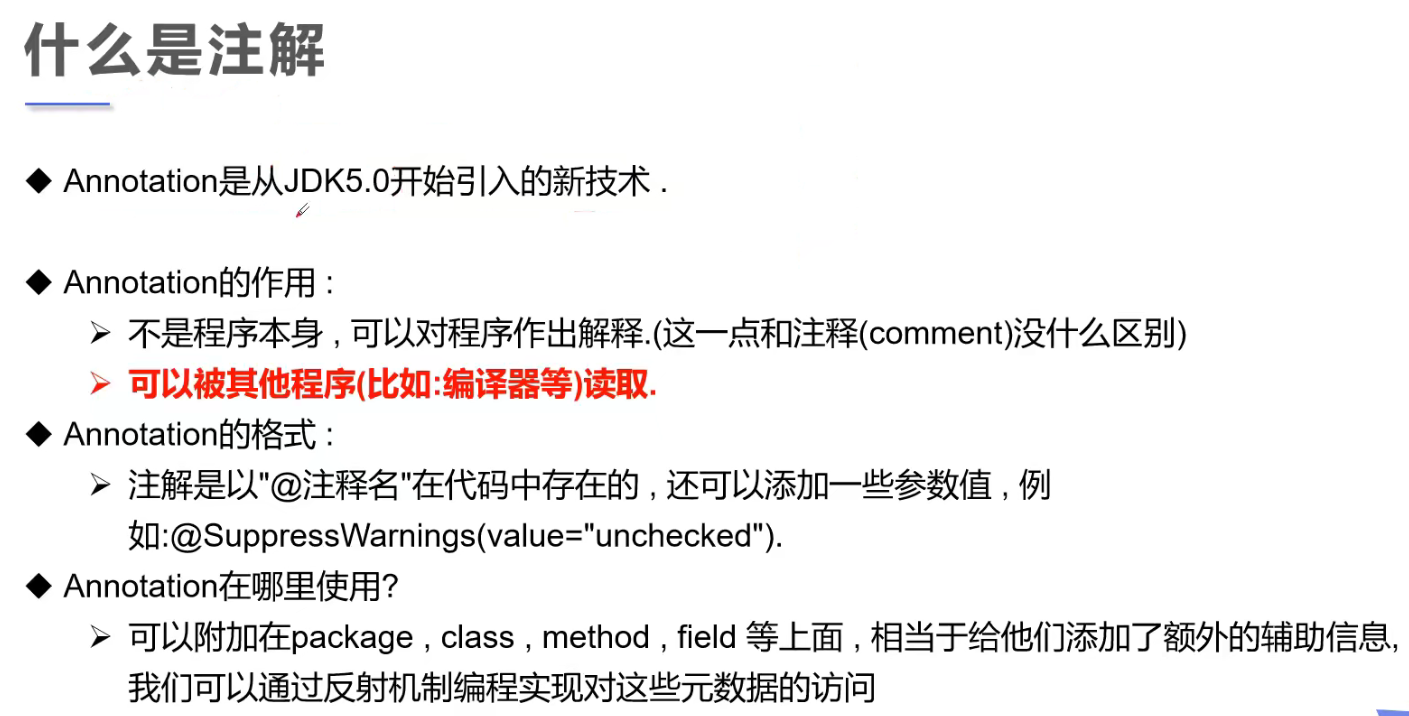 什么是注解
◆ Annotation是从JDK5.0开始引入的新技术 .
◆ Annotation的作用 :
➢ 不是程序本身 , 可以对程序作出解释.(这一点和注释(comment)没什么区别)
➢ 可以被其他程序(比如:编译器等)读取.
◆ Annotation的格式 :
➢ 注解是以"@注释名"在代码中存在的 , 还可以添加一些参数值 , 例
如:@SuppressWarnings(value="unchecked").
◆ Annotation在哪里使用?
➢ 可以附加在package , class , method , field 等上面 , 相当于给他们添加了额外的辅助信息,
我们可以通过反射机制编程实现对这些元数据的访问